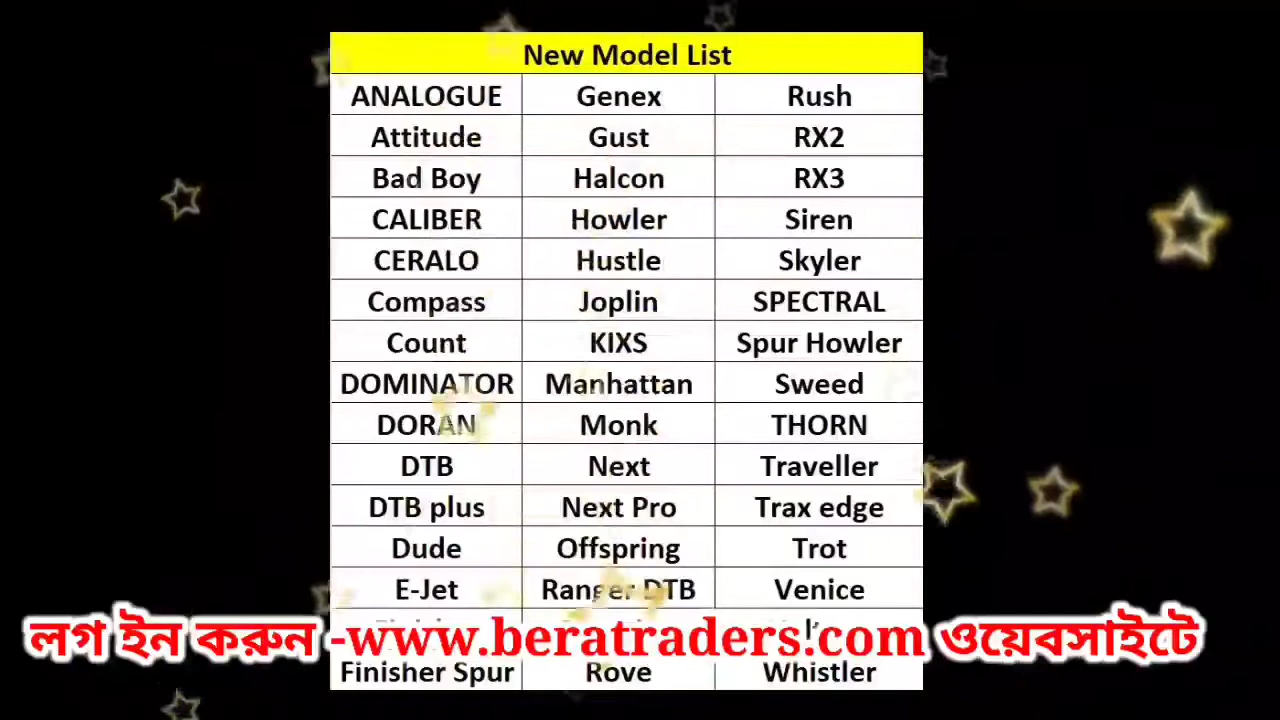 New Model List
ANALOGUE Genex Rush
Attitude Gust RX2
Bad Boy Halcon RX3
CALIBER Howler Siren
CERALO Hustle Skyler
Compass Joplin SPECTRAL
Count KIXS Spur Howler
DOMINATOR Manhattan Sweed
DORAN Monk THORN
DTB Next Traveller
DTB plus Next Pro Trax edge
Dude Offspring Trot
E-Jet Ranger DTB Venice
লগ ইন করুন -www.beratraders.com ওয়েবসাইটে
Finisher Spur Rove Whistler